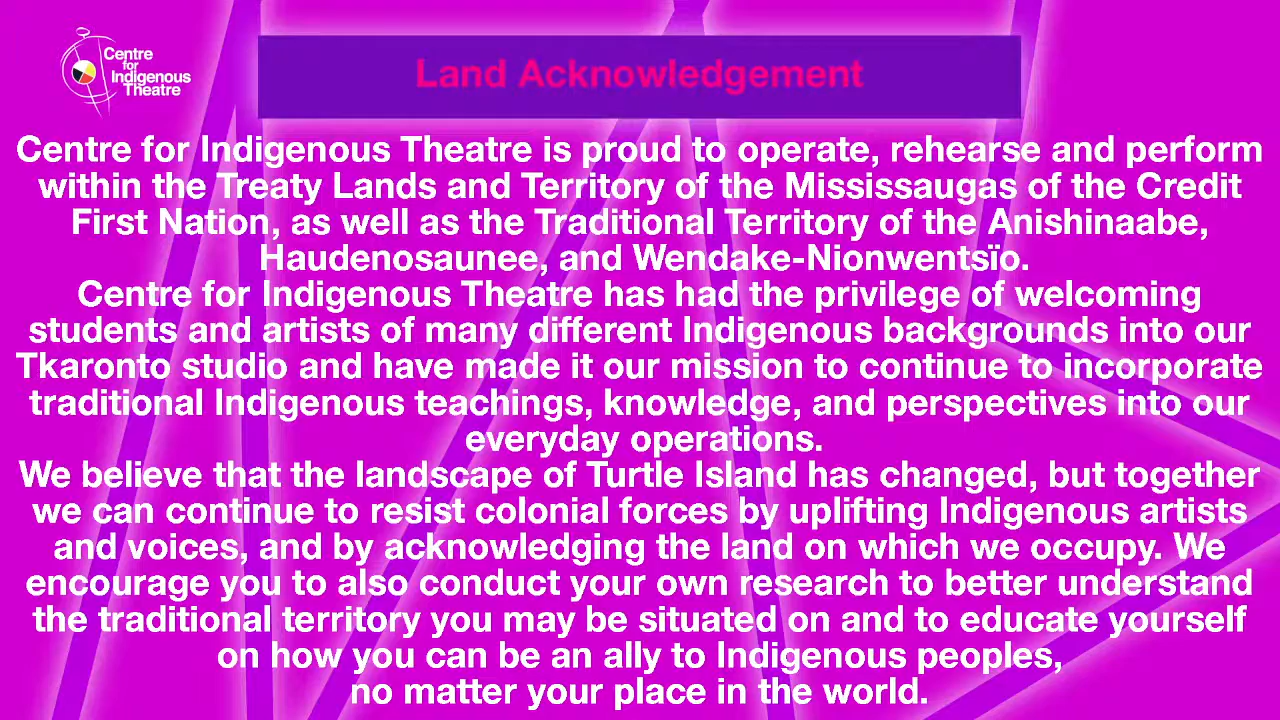 Centre
for
Indigenous
Theatre
Land Acknowledgement
Centre for Indigenous Theatre is proud to operate, rehearse and perform
within the Treaty Lands and Territory of the Mississaugas of the Credit
First Nation, as well as the Traditional Territory of the Anishinaabe,
Haudenosaunee, and Wendake-Nionwentsïo.
Centre for Indigenous Theatre has had the privilege of welcoming
students and artists of many different Indigenous backgrounds into our
Tkaronto studio and have made it our mission to continue to incorporate
traditional Indigenous teachings, knowledge, and perspectives into our
everyday operations.
We believe that the landscape of Turtle Island has changed, but together
we can continue to resist colonial forces by uplifting Indigenous artists
and voices, and by acknowledging the land on which we occupy. We
encourage you to also conduct your own research to better understand
the traditional territory you may be situated on and to educate yourself
on how you can be an ally to Indigenous peoples,
no matter your place in the world.